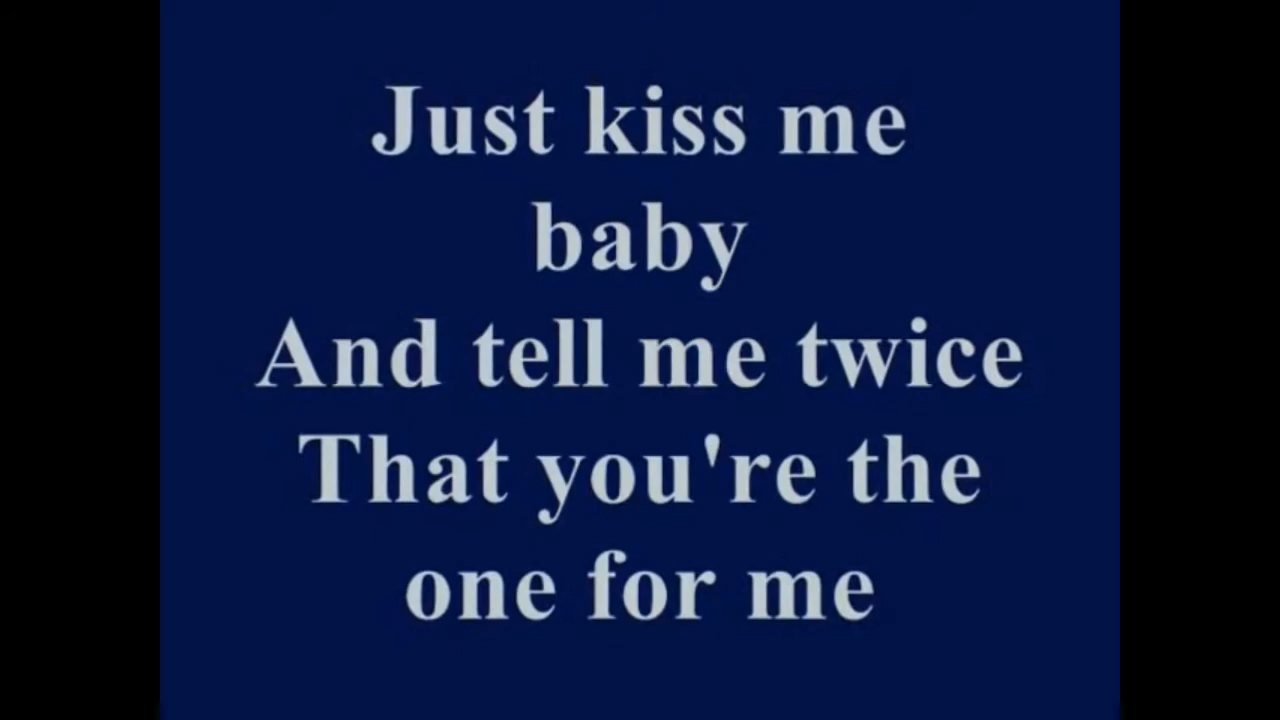 Just kiss me
baby
And tell me twice
That you're the
one for me